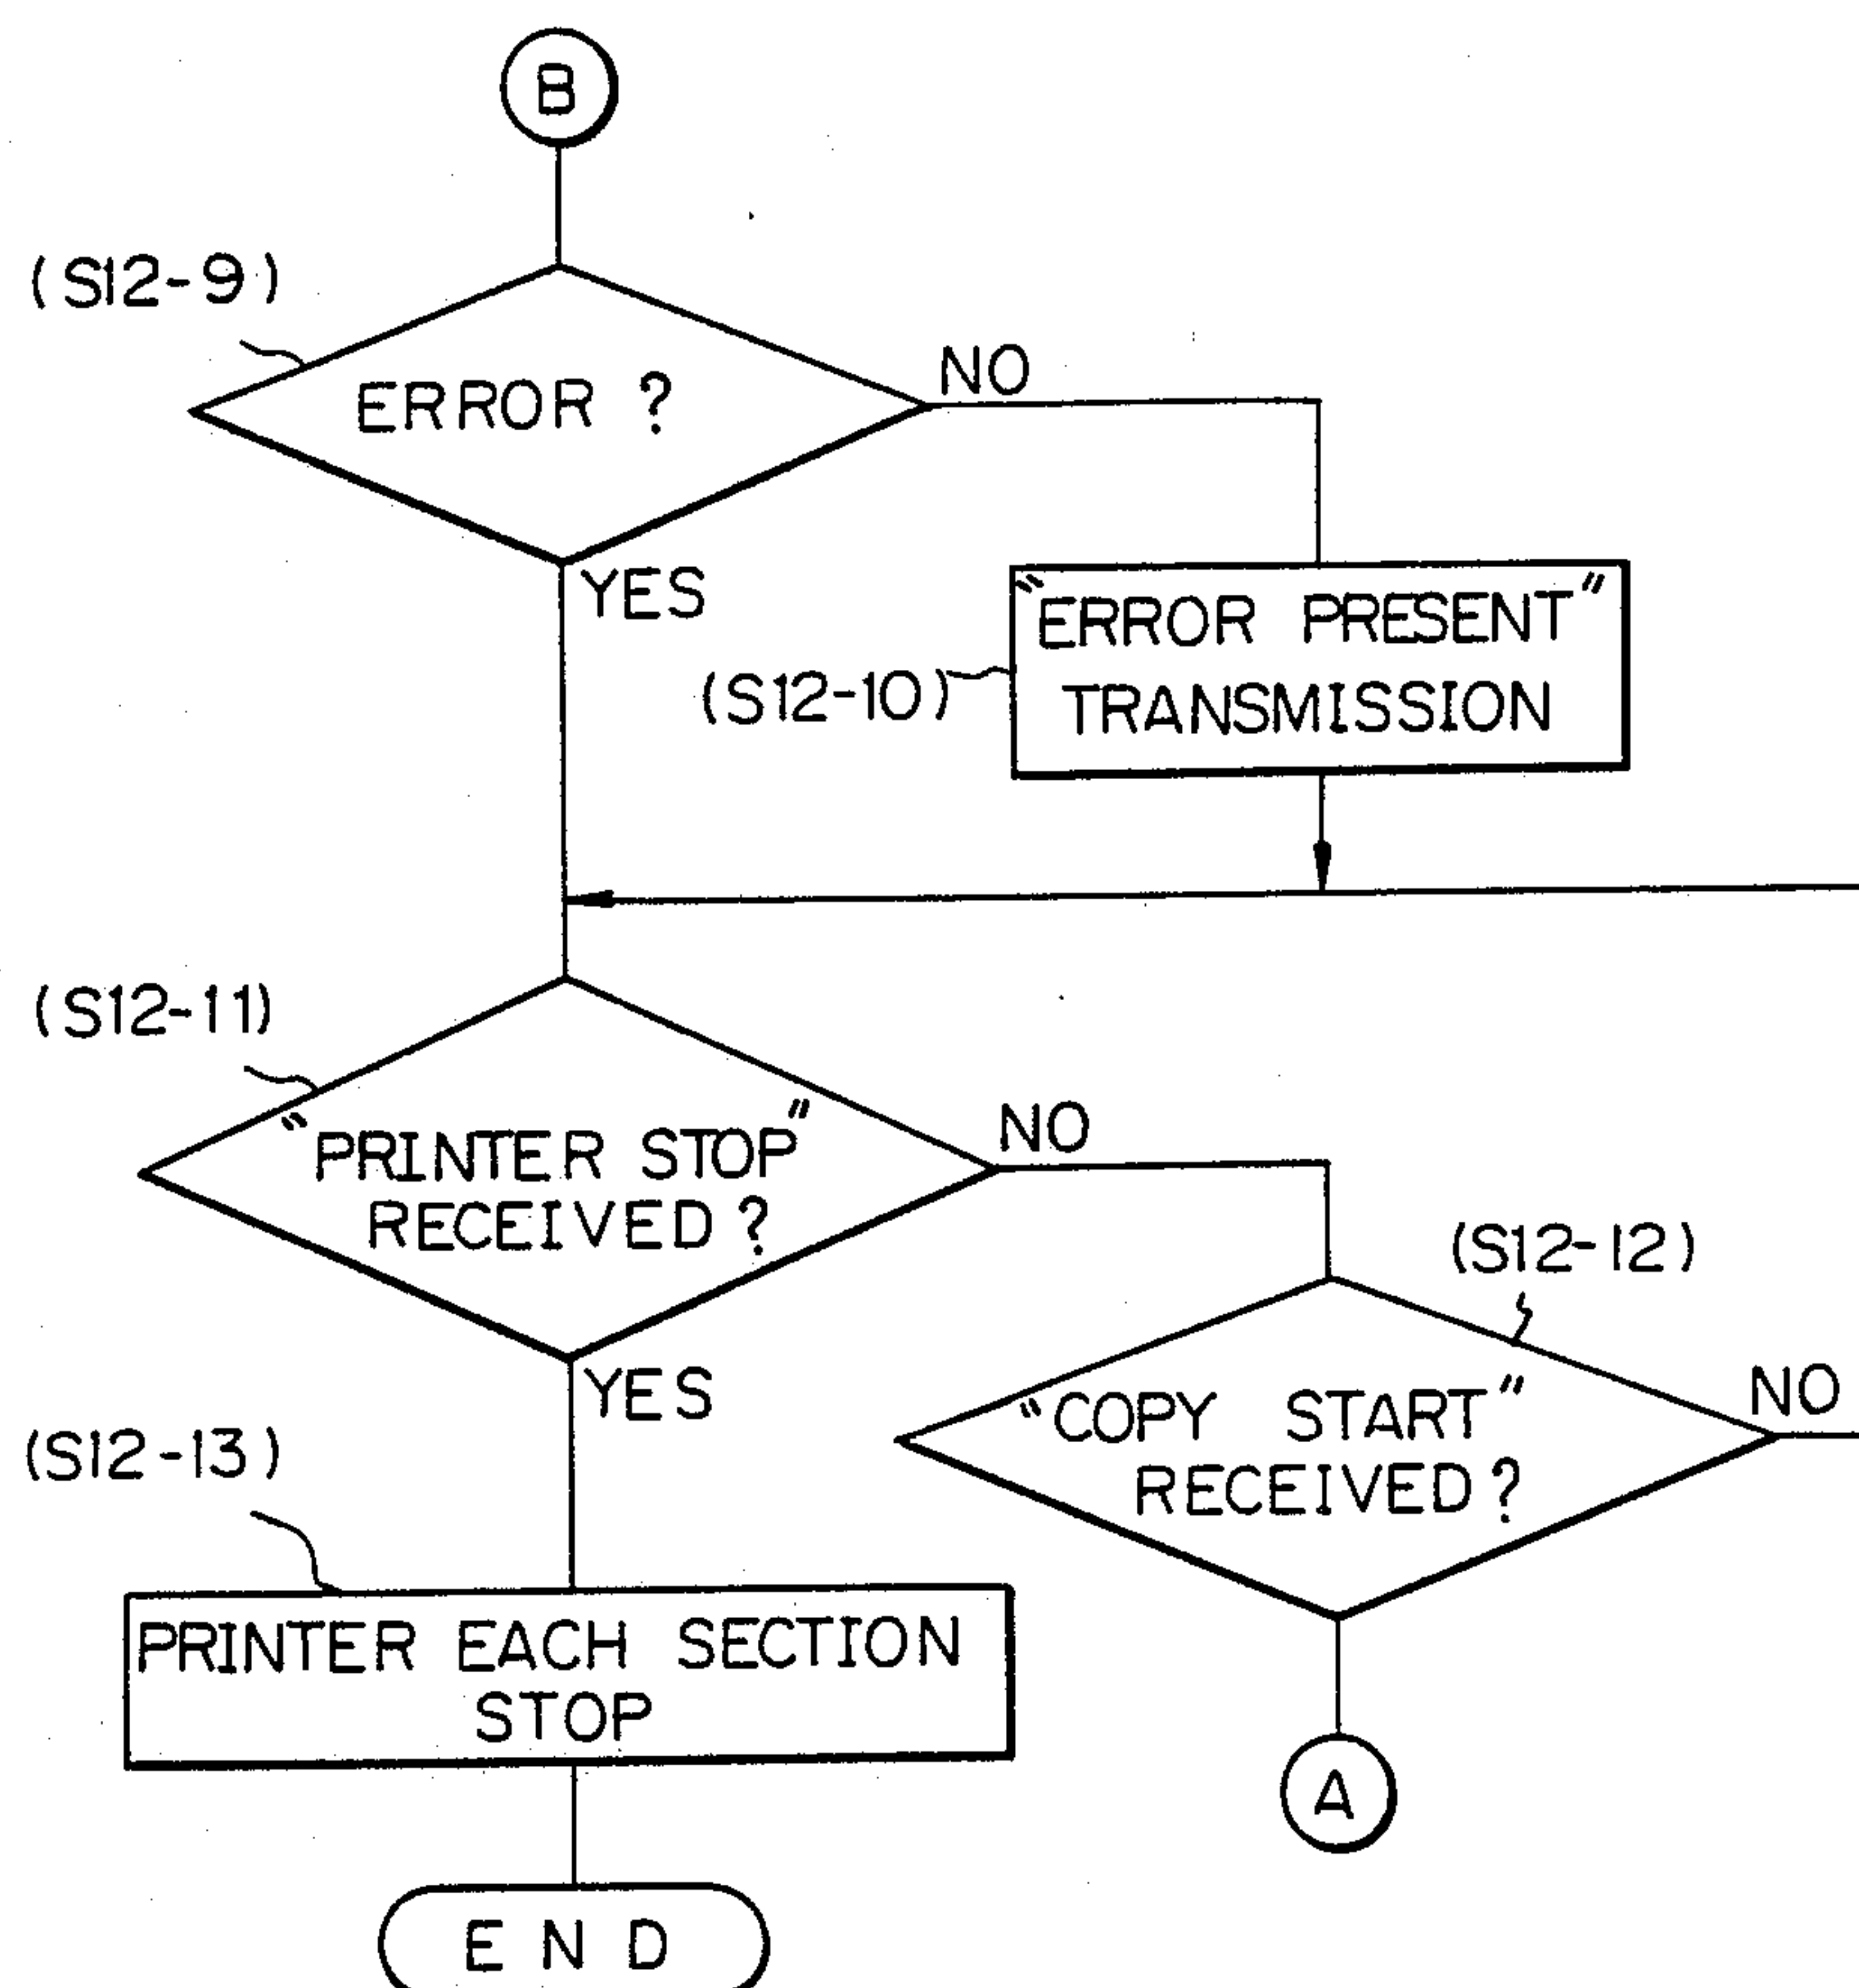 B
(S12-9)
ERROR ?
NO
YES
"ERROR PRESENT"
TRANSMISSION
(S12-10)
(S12-11)
"PRINTER STOP"
RECEIVED ?
NO
YES
(S12-12)
"COPY START"
RECEIVED ?
NO
(S12-13)
PRINTER EACH SECTION
STOP
A
END